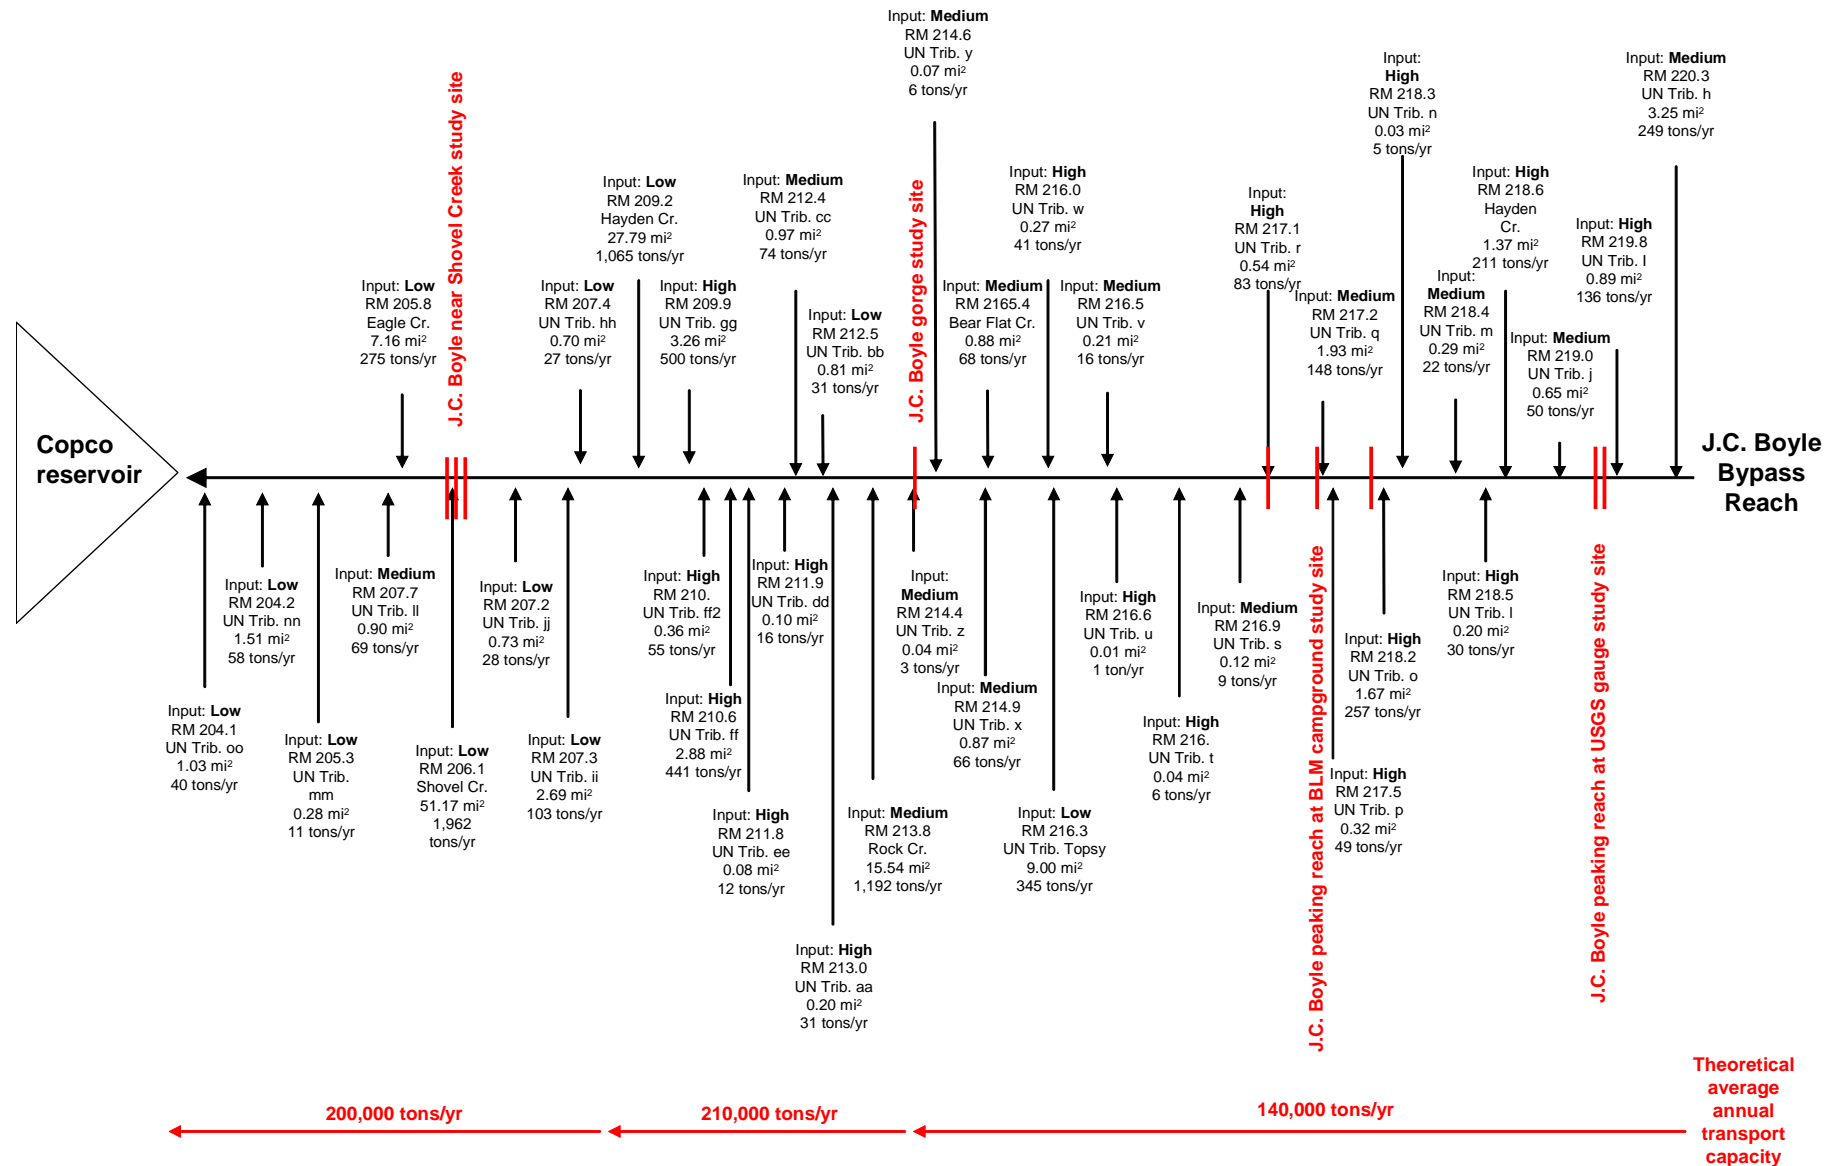 Input: Medium
RM 214.6
UN Trib. y
0.07 mi²
6 tons/yr
Input:
High
RM 218.3
UN Trib. n
0.03 mi²
5 tons/yr
Input: Medium
RM 220.3
UN Trib. h
3.25 mi²
249 tons/yr
Input: Low
RM 209.2
Hayden Cr.
27.79 mi²
1,065 tons/yr
Input: Medium
RM 212.4
UN Trib. cc
0.97 mi²
74 tons/yr
Input: High
RM 216.0
UN Trib. w
0.27 mi²
41 tons/yr
Input:
High
RM 217.1
UN Trib. r
0.54 mi²
83 tons/yr
Input: High
RM 218.6
Hayden
Cr.
1.37 mi²
211 tons/yr
Input: High
RM 219.8
UN Trib. I
0.89 mi²
136 tons/yr
Input: Low
RM 205.8
Eagle Cr.
7.16 mi²
275 tons/yr
J.C. Boyle near Shovel Creek study site
Input: Low
RM 207.4
UN Trib. hh
0.70 mi²
27 tons/yr
Input: High
RM 209.9
UN Trib. gg
3.26 mi²
500 tons/yr
Input: Low
RM 212.5
UN Trib. bb
0.81 mi²
31 tons/yr
J.C. Boyle gorge study site
Input: Medium
RM 2165.4
Bear Flat Cr.
0.88 mi²
68 tons/yr
Input: Medium
RM 216.5
UN Trib. v
0.21 mi²
16 tons/yr
Input: Medium
RM 217.2
UN Trib. q
1.93 mi²
148 tons/yr
Input:
Medium
RM 218.4
UN Trib. m
0.29 mi²
22 tons/yr
Input: Medium
RM 219.0
UN Trib. j
0.65 mi²
50 tons/yr
Copco
reservoir
J.C. Boyle
Bypass
Reach
Input: Low
RM 204.1
UN Trib. oo
1.03 mi²
40 tons/yr
Input: Low
RM 204.2
UN Trib. nn
1.51 mi²
58 tons/yr
Input: Low
RM 205.3
UN Trib.
mm
0.28 mi²
11 tons/yr
Input: Medium
RM 207.7
UN Trib. ll
0.90 mi²
69 tons/yr
Input: Low
RM 206.1
Shovel Cr.
51.17 mi²
1,962
tons/yr
Input: Low
RM 207.2
UN Trib. jj
0.73 mi²
28 tons/yr
Input: Low
RM 207.3
UN Trib. ii
2.69 mi²
103 tons/yr
Input: High
RM 210.
UN Trib. ff2
0.36 mi²
55 tons/yr
Input: High
RM 210.6
UN Trib. ff
2.88 mi²
441 tons/yr
Input: High
RM 211.8
UN Trib. ee
0.08 mi²
12 tons/yr
Input: High
RM 211.9
UN Trib. dd
0.10 mi²
16 tons/yr
Input: High
RM 213.0
UN Trib. aa
0.20 mi²
31 tons/yr
Input: Medium
RM 213.8
Rock Cr.
15.54 mi²
1,192 tons/yr
Input:
Medium
RM 214.4
UN Trib. z
0.04 mi²
3 tons/yr
Input: Medium
RM 214.9
UN Trib. x
0.87 mi²
66 tons/yr
Input: Low
RM 216.3
UN Trib. Topsy
9.00 mi²
345 tons/yr
Input: High
RM 216.6
UN Trib. u
0.01 mi²
1 ton/yr
Input: High
RM 216.
UN Trib. t
0.04 mi²
6 tons/yr
Input: Medium
RM 216.9
UN Trib. s
0.12 mi²
9 tons/yr
J.C. Boyle peaking reach at BLM campground study site
Input: High
RM 217.5
UN Trib. p
0.32 mi²
49 tons/yr
Input: High
RM 218.2
UN Trib. o
1.67 mi²
257 tons/yr
Input: High
RM 218.5
UN Trib. l
0.20 mi²
30 tons/yr
J.C. Boyle peaking reach at USGS gauge study site
200,000 tons/yr
210,000 tons/yr
140,000 tons/yr
Theoretical
average
annual
transport
capacity